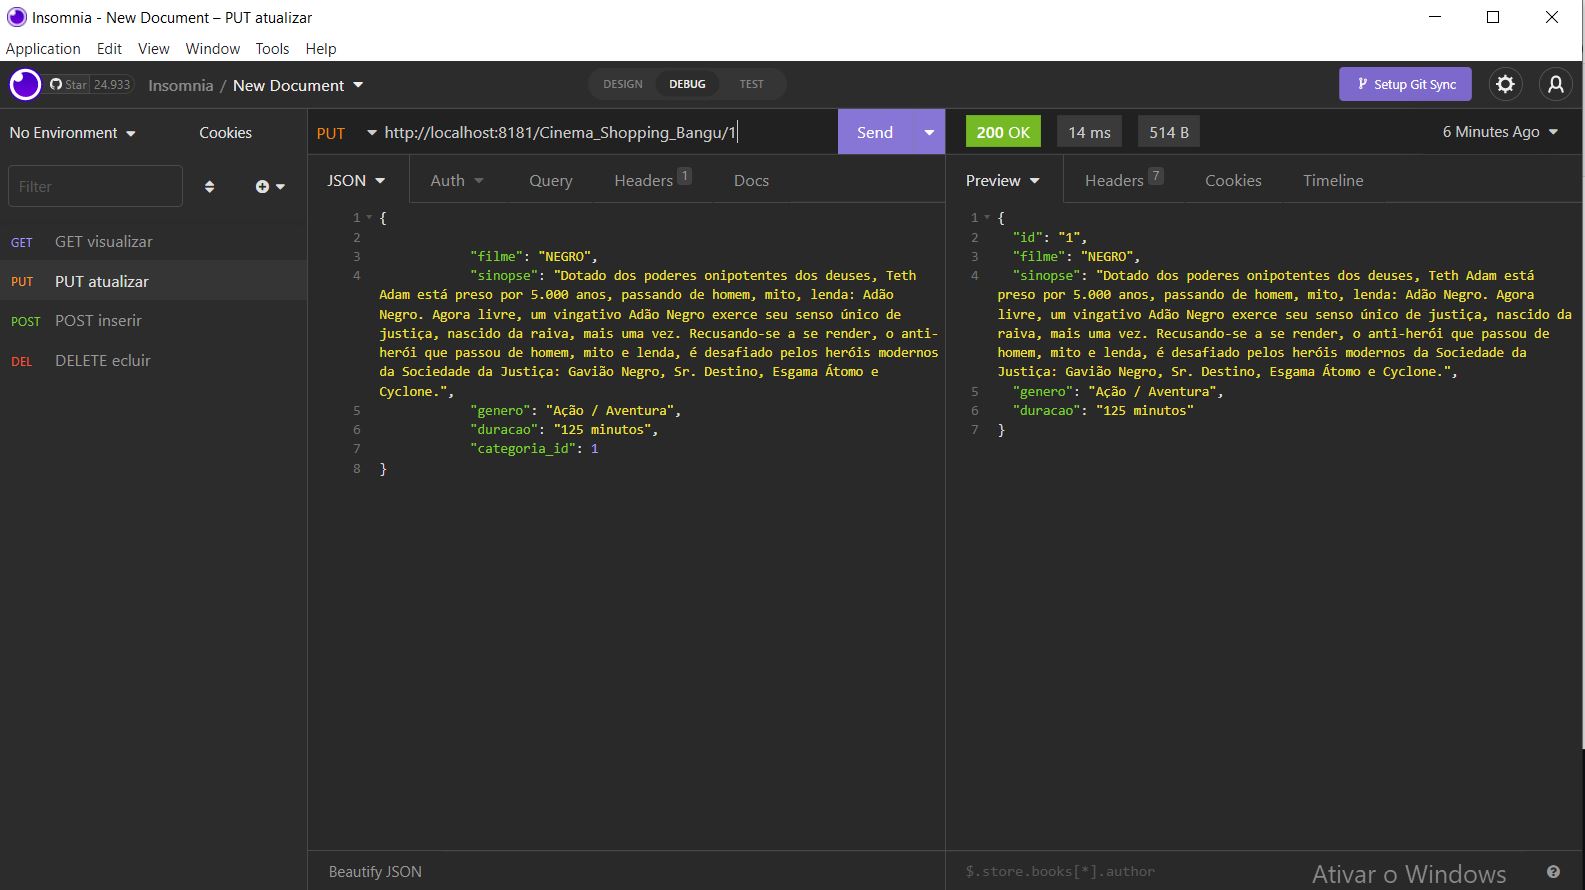 Insomnia - New Document – PUT atualizar
Application Edit View Window Tools Help
Star 24.933 Insomnia / New Document DESIGN DEBUG TEST Setup Git Sync
No Environment Cookies
PUT http://localhost:8181/Cinema_Shopping_Bangu/1 Send 200 OK 14 ms 514 B 6 Minutes Ago
Filter
GET GET visualizar
PUT PUT atualizar
POST POST inserir
DEL DELETE ecluir
JSON Auth Query Headers 1 Docs
1 {
2
3 "filme": "NEGRO",
4 "sinopse": "Dotado dos poderes onipotentes dos deuses, Teth
Adam está preso por 5.000 anos, passando de homem, mito, lenda: Adão
Negro. Agora livre, um vingativo Adão Negro exerce seu senso único de
justiça, nascido da raiva, mais uma vez. Recusando-se a se render, o anti-
herói que passou de homem, mito e lenda, é desafiado pelos heróis modernos
da Sociedade da Justiça: Gavião Negro, Sr. Destino, Esgama Átomo e
Cyclone.",
5 "genero": "Ação / Aventura",
6 "duracao": "125 minutos",
7 "categoria_id": 1
8 }
Beautify JSON
Preview Headers 7 Cookies Timeline
1 {
2 "id": "1",
3 "filme": "NEGRO",
4 "sinopse": "Dotado dos poderes onipotentes dos deuses, Teth Adam está
preso por 5.000 anos, passando de homem, mito, lenda: Adão Negro. Agora
livre, um vingativo Adão Negro exerce seu senso único de justiça, nascido da
raiva, mais uma vez. Recusando-se a se render, o anti-herói que passou de
homem, mito e lenda, é desafiado pelos heróis modernos da Sociedade da
Justiça: Gavião Negro, Sr. Destino, Esgama Átomo e Cyclone.",
5 "genero": "Ação / Aventura",
6 "duracao": "125 minutos"
7 }
$.store.books[*].author
Ativar o Windows